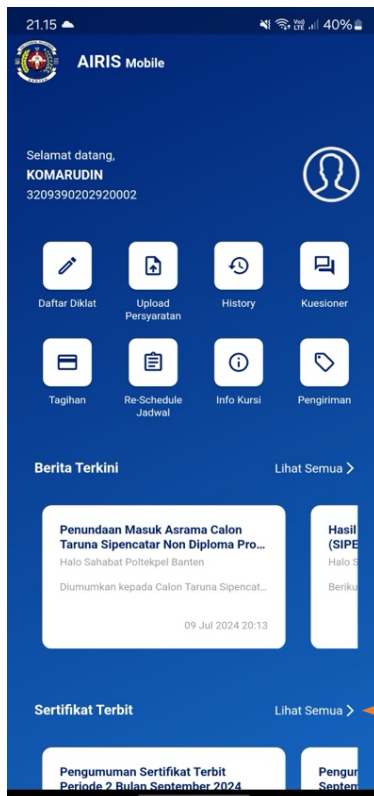 21.15
40%
AIRIS Mobile
Selamat datang,
KOMARUDIN
3209390202920002
Daftar Diklat
Upload
Persyaratan
History
Kuesioner
Tagihan
Re-Schedule
Jadwal
Info Kursi
Pengiriman
Berita Terkini
Lihat Semua
Penundaan Masuk Asrama Calon
Taruna Sipencatar Non Diploma Pro...
Halo Sahabat Poltekpel Banten
Diumumkan kepada Calon Taruna Sipencat...
09 Jul 2024 20:13
Hasil
(SIPE
Halo S
Beriku
Sertifikat Terbit
Lihat Semua
Pengumuman Sertifikat Terbit
Periode 2 Bulan September 2024
Pengur
Septem